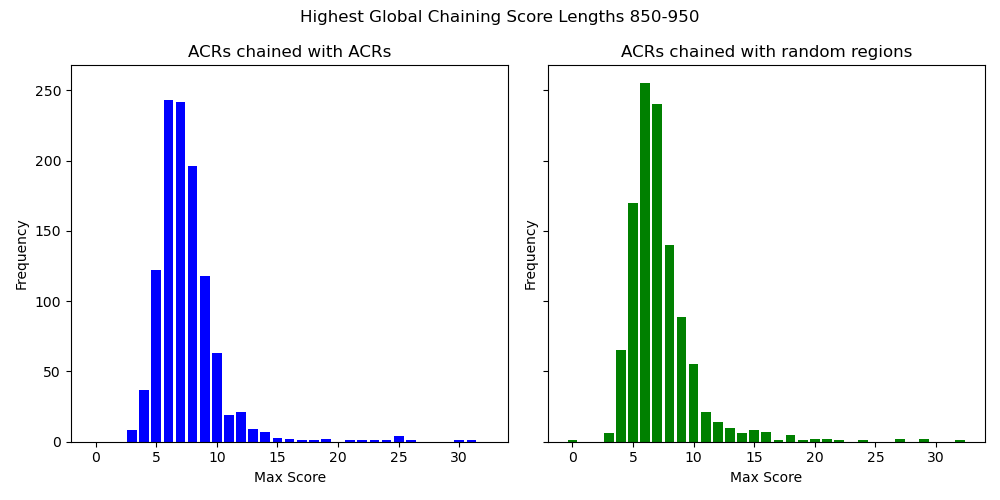 Highest Global Chaining Score Lengths 850-950
ACRs chained with ACRs
ACRs chained with random regions
250
200
150
100
50
0
Frequency
Frequency
0 5 10 15 20 25 30
0 5 10 15 20 25 30
Max Score
Max Score